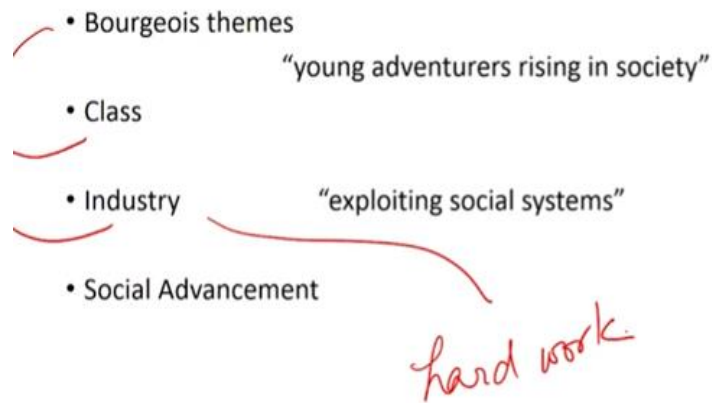 • Bourgeois themes
“young adventurers rising in society”
• Class
• Industry “exploiting social systems”
• Social Advancement
hard work.